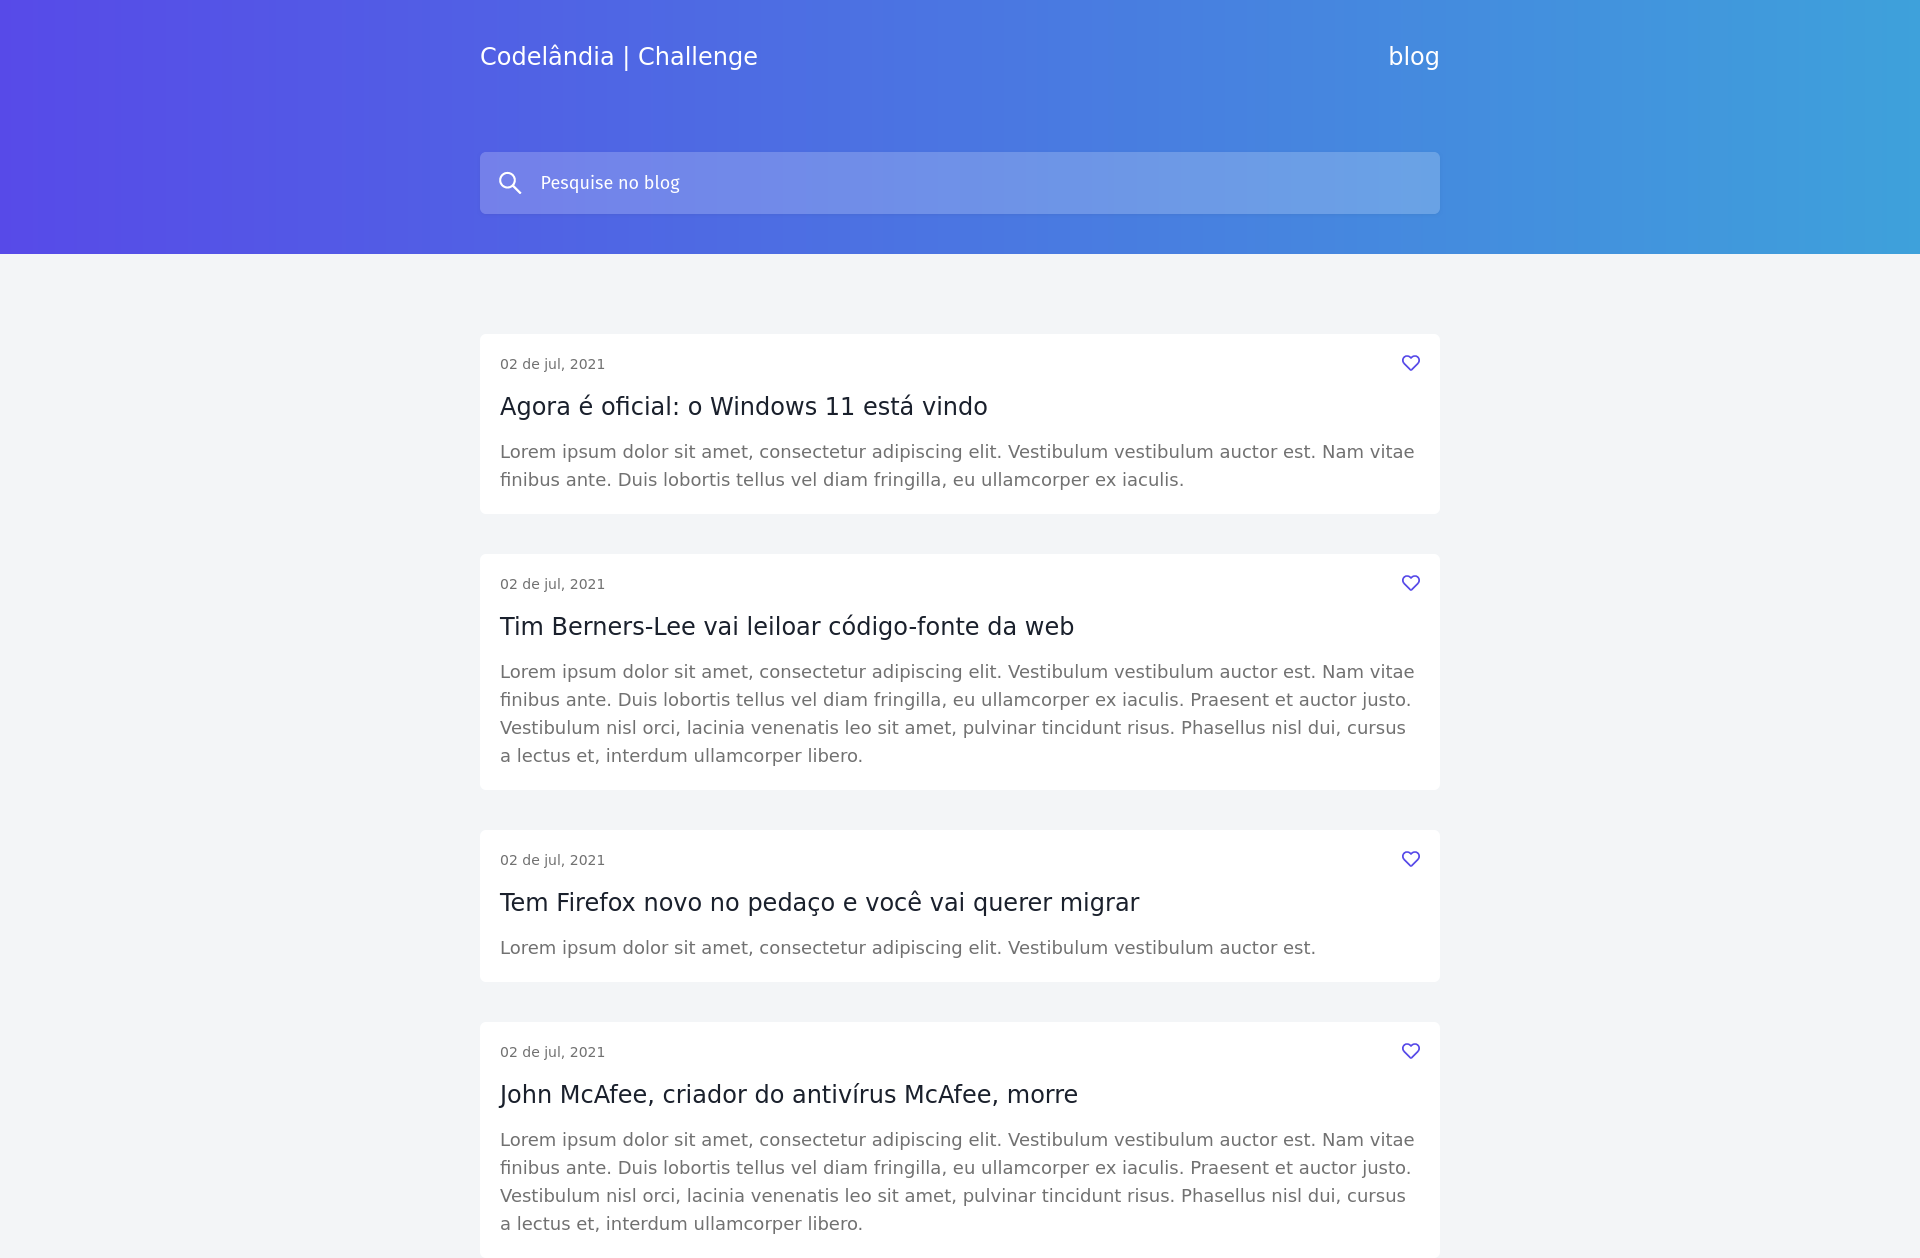 Codelândia | Challenge
blog
Pesquise no blog
02 de jul, 2021
Agora é oficial: o Windows 11 está vindo
Lorem ipsum dolor sit amet, consectetur adipiscing elit. Vestibulum vestibulum auctor est. Nam vitae
finibus ante. Duis lobortis tellus vel diam fringilla, eu ullamcorper ex iaculis.
02 de jul, 2021
Tim Berners-Lee vai leiloar código-fonte da web
Lorem ipsum dolor sit amet, consectetur adipiscing elit. Vestibulum vestibulum auctor est. Nam vitae
finibus ante. Duis lobortis tellus vel diam fringilla, eu ullamcorper ex iaculis. Praesent et auctor justo.
Vestibulum nisl orci, lacinia venenatis leo sit amet, pulvinar tincidunt risus. Phasellus nisl dui, cursus
a lectus et, interdum ullamcorper libero.
02 de jul, 2021
Tem Firefox novo no pedaço e você vai querer migrar
Lorem ipsum dolor sit amet, consectetur adipiscing elit. Vestibulum vestibulum auctor est.
02 de jul, 2021
John McAfee, criador do antivírus McAfee, morre
Lorem ipsum dolor sit amet, consectetur adipiscing elit. Vestibulum vestibulum auctor est. Nam vitae
finibus ante. Duis lobortis tellus vel diam fringilla, eu ullamcorper ex iaculis. Praesent et auctor justo.
Vestibulum nisl orci, lacinia venenatis leo sit amet, pulvinar tincidunt risus. Phasellus nisl dui, cursus
a lectus et, interdum ullamcorper libero.